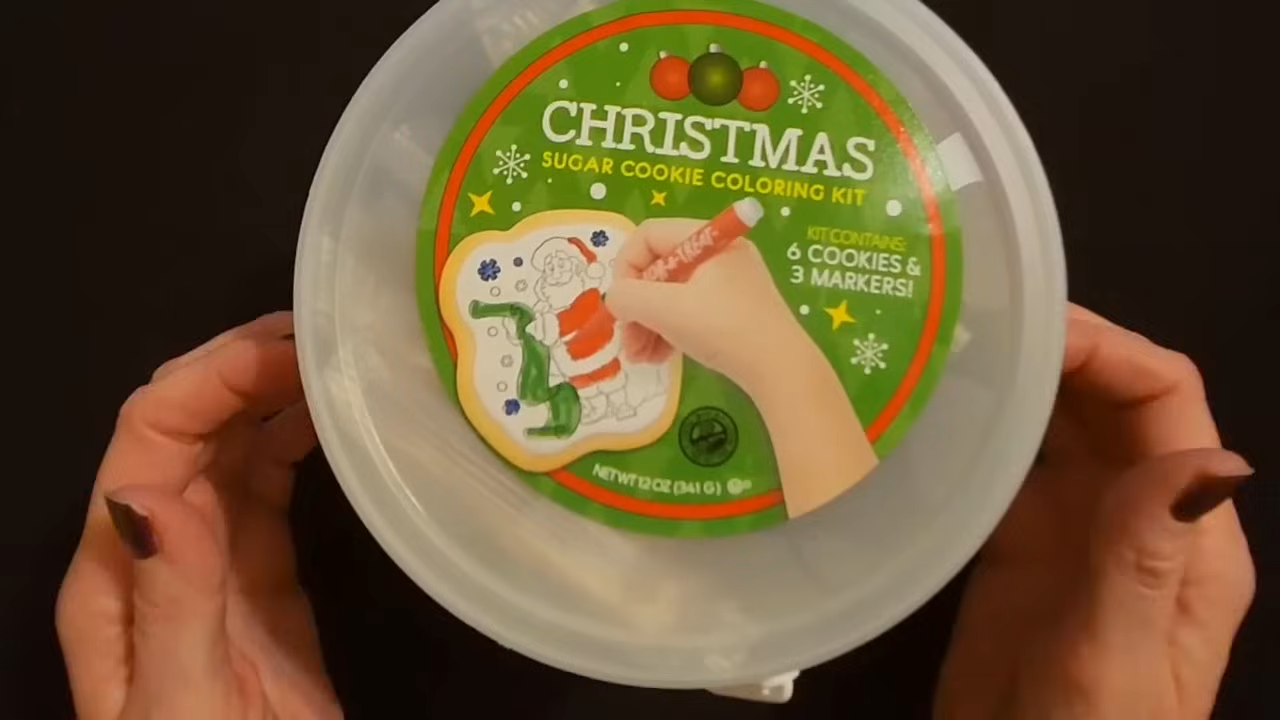 CHRISTMAS
SUGAR COOKIE COLORING KIT
KIT CONTAINS:
6 COOKIES &
3 MARKERS!
NET WT 12 OZ (341 G)